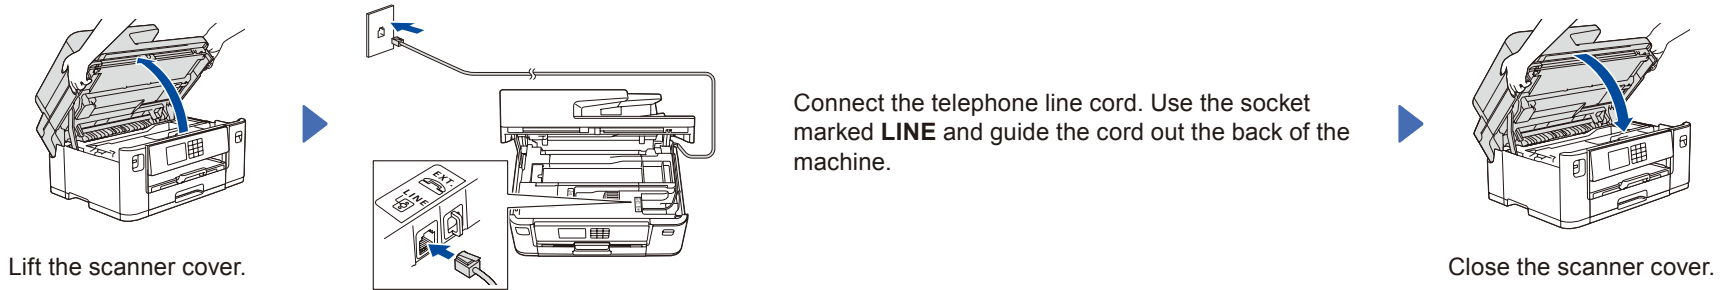 Lift the scanner cover.
EXT.
LINE
Connect the telephone line cord. Use the socket
marked LINE and guide the cord out the back of the
machine.
Close the scanner cover.